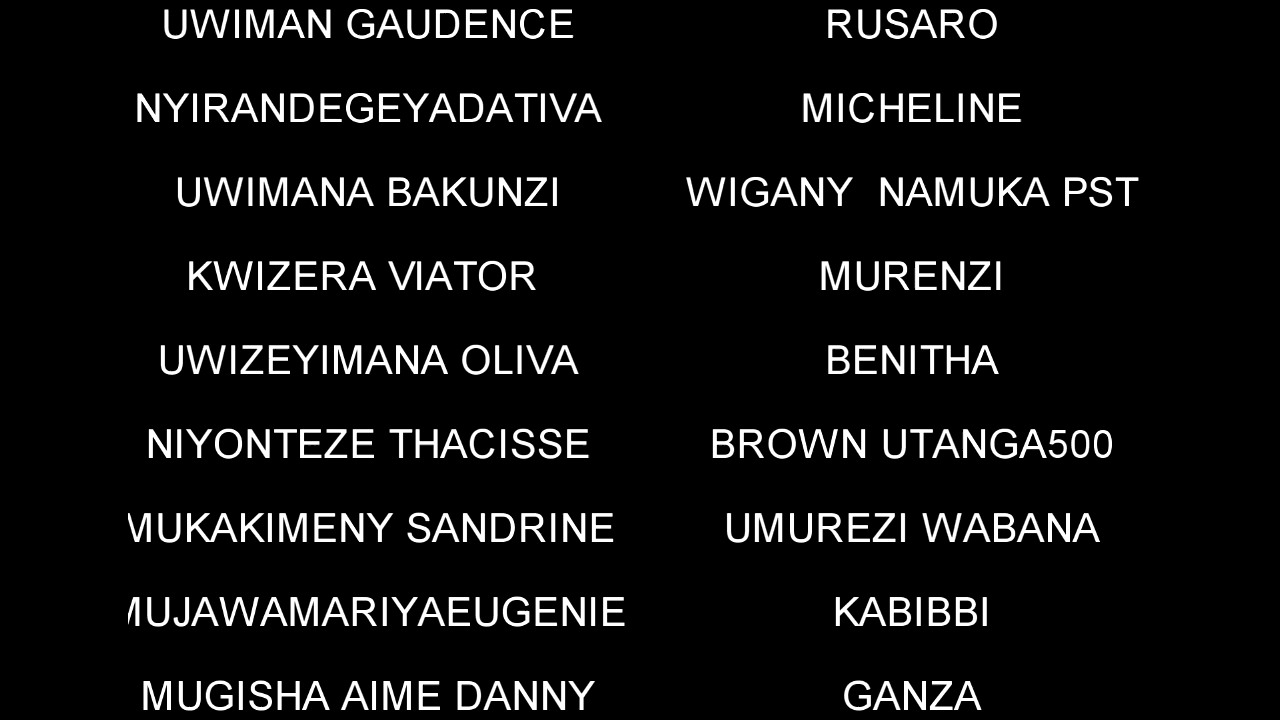 UWIMAN GAUDENCE RUSARO
NYIRANDEGEYADATIVA MICHELINE
UWIMANA BAKUNZI WIGANY  NAMUKA PST
KWIZERA VIATOR MURENZI
UWIZEYIMANA OLIVA BENITHA
NIYONTEZE THACISSE BROWN UTANGA500
MUKAKIMENY SANDRINE UMUREZI WABANA
MUJAWAMARIYAEUGENIE KABIBBI
MUGISHA AIME DANNY GANZA